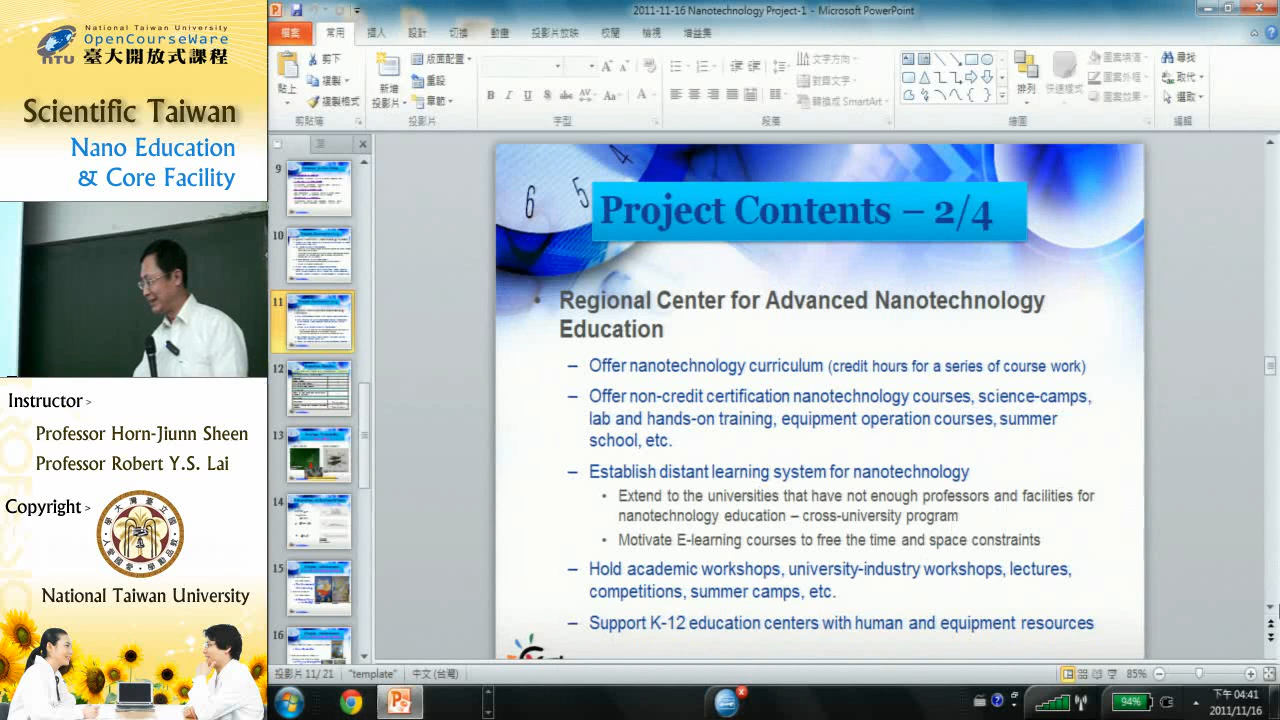 National Taiwan University
OpenCourseWare
NTU 臺大開放式課程
Scientific Taiwan
Nano Education
& Core Facility
Instructor >
Professor Horn-Jiunn Sheen
Professor Robert Y.S. Lai
Copyright >
National Taiwan University
2011-11-16 Nanotechnology Project-1 - Microsoft PowerPoint
檔案 常用 插入 設計 切換 動畫 投影片放映 校閱 檢視 增益集
貼上 剪下 複製 複製格式
新增 投影片 版面配置 重設 章節
B I U S abc AV Aa A
文字方向 對齊文字 轉換成 SmartArt
排列 快速樣式 圖案填滿 圖案外框 圖案效果
尋找 取代 選取
剪貼簿 投影片 字型 段落 繪圖 編輯
9
10
11
12
13
14
15
16
Project Contents – 2/4
• Regional Center on Advanced Nanotechnology
Education
– Offer nanotechnology curriculum (credit hours for a series of course work)
– Offer non-credit certificate on nanotechnology courses, science camps,
lab and hands-on training, equipment operation courses, summer
school, etc.
– Establish distant learning system for nanotechnology
• Extend to the universities that have not enough professors and facilities for
nanotechnology education – cross-university program
• Motivate E-learning courses to free the time and space constraints
– Hold academic workshops, university-industry workshops, lectures,
competitions, summer camps, etc.
– Support K-12 education centers with human and equipment resources
投影片 11/ 21 "template" 中文 (台灣) 85%
94% 下午 04:41
2011/11/16